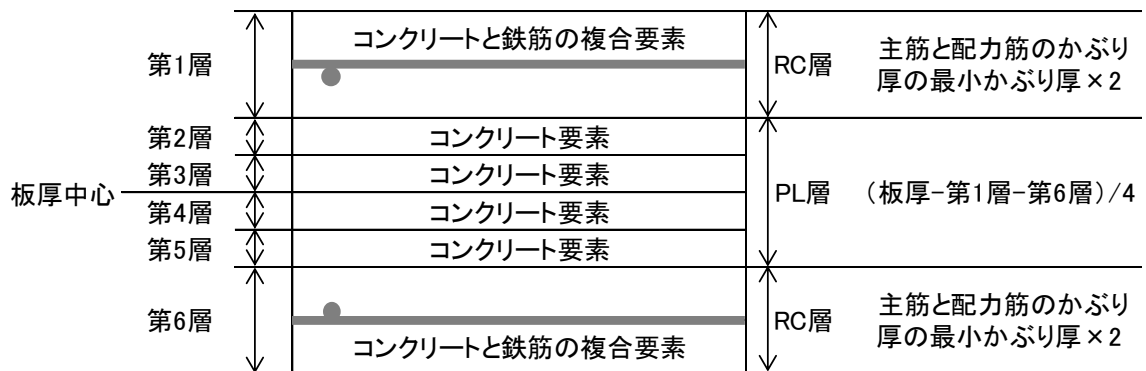 コンクリートと鉄筋の複合要素
第1層
RC層
主筋と配力筋のかぶり
厚の最小かぶり厚×2
第2層
コンクリート要素
第3層
コンクリート要素
板厚中心
PL層
(板厚-第1層-第6層)/4
第4層
コンクリート要素
第5層
コンクリート要素
第6層
コンクリートと鉄筋の複合要素
RC層
主筋と配力筋のかぶり
厚の最小かぶり厚×2